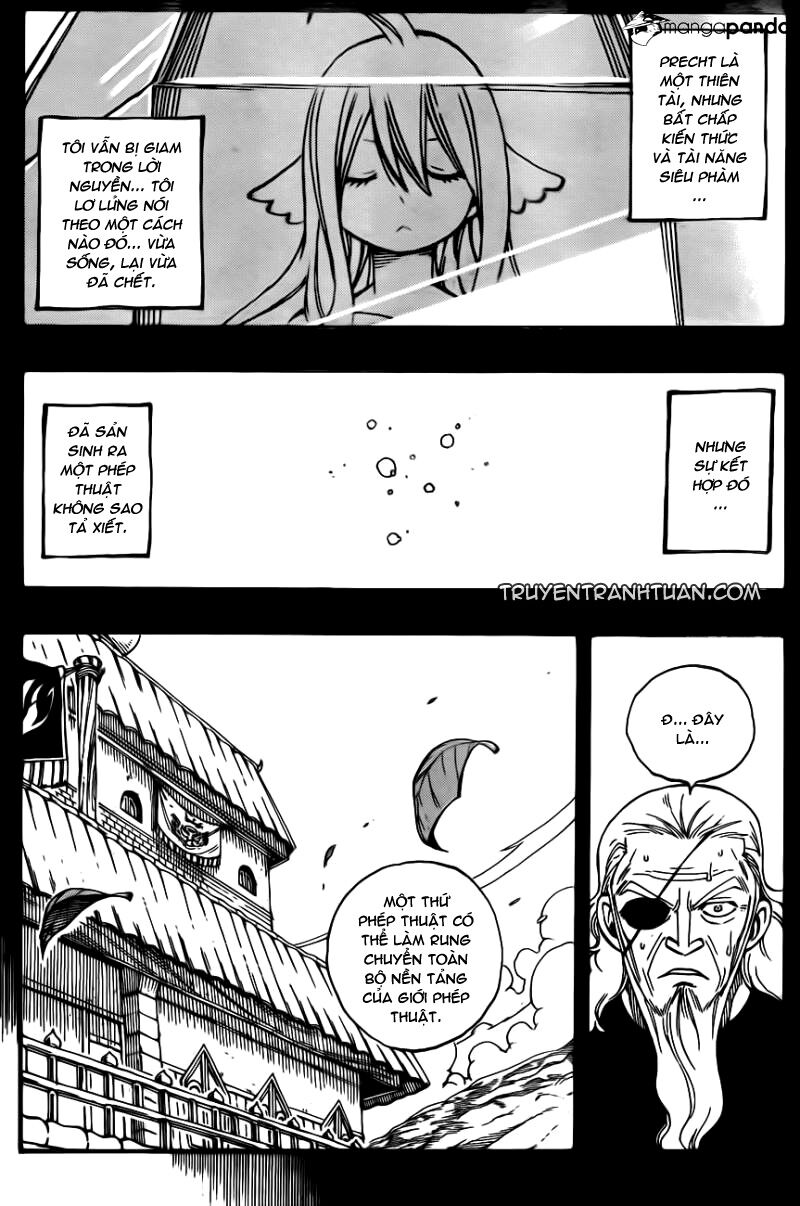 mangapanda
PRECHT LÀ
MỘT THIÊN
TÀI, NHƯNG
BẤT CHẤP
KIẾN THỨC
VÀ TÀI NĂNG
SIÊU PHÀM
...
TÔI VẪN BỊ GIAM
TRONG LỜI
NGUYỀN... TÔI
LƠ LỬNG NÓI
THEO MỘT CÁCH
NÀO ĐÓ... VỪA
SỐNG, LẠI VỪA
ĐÃ CHẾT.
NHƯNG
SỰ KẾT
HỢP ĐÓ
...
ĐÃ SẢN
SINH RA
MỘT PHÉP
THUẬT
KHÔNG SAO
TẢ XIẾT.
TRUYENTRANHTUAN.COM
Đ... ĐÂY
LÀ...
MỘT THỨ
PHÉP THUẬT CÓ
THỂ LÀM RUNG
CHUYỂN TOÀN
BỘ NỀN TẢNG
CỦA GIỚI PHÉP
THUẬT.